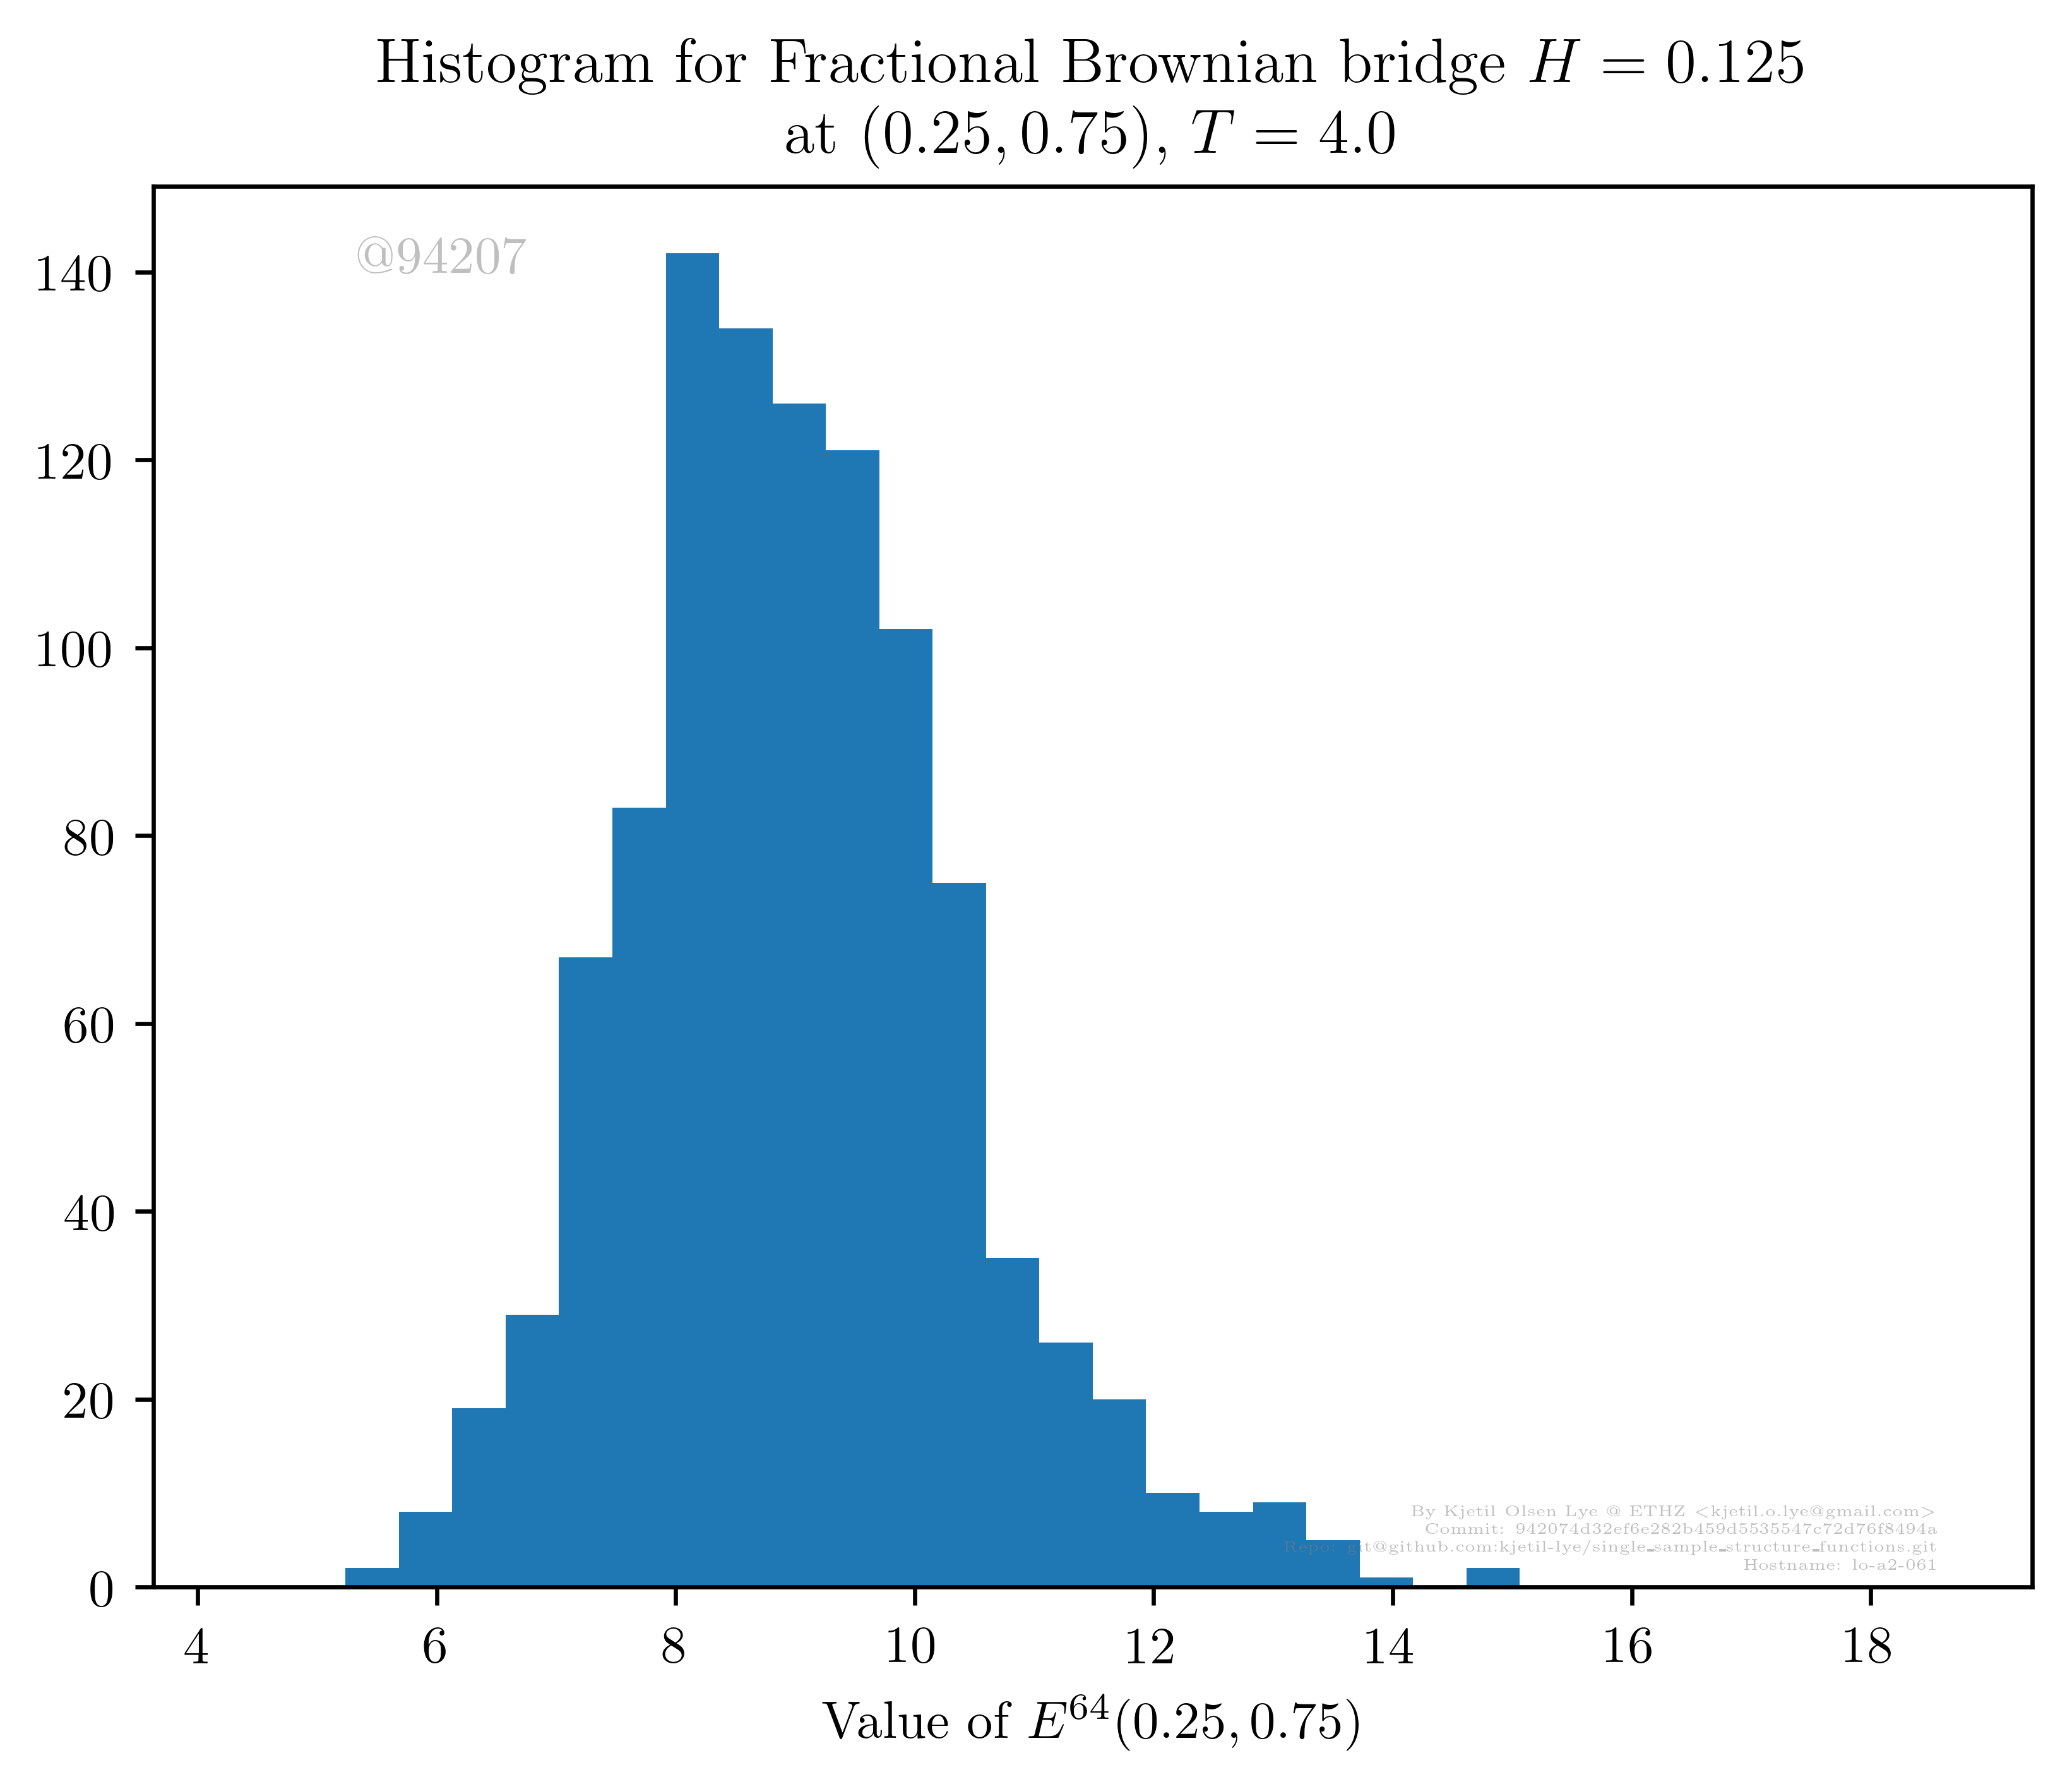 Histogram for Fractional Brownian bridge H = 0.125
at (0.25, 0.75), T = 4.0
@94207
140
120
100
80
60
40
20
0
By Kjetil Olsen Lye @ ETHZ <kjetil.o.lye@gmail.com>
Commit: 942074d32ef6e282b459d5535547c72d76f8494a
Repo: git@github.com:kjetil-lye/single_sample_structure_functions.git
Hostname: lo-a2-061
4 6 8 10 12 14 16 18
Value of E^64(0.25, 0.75)